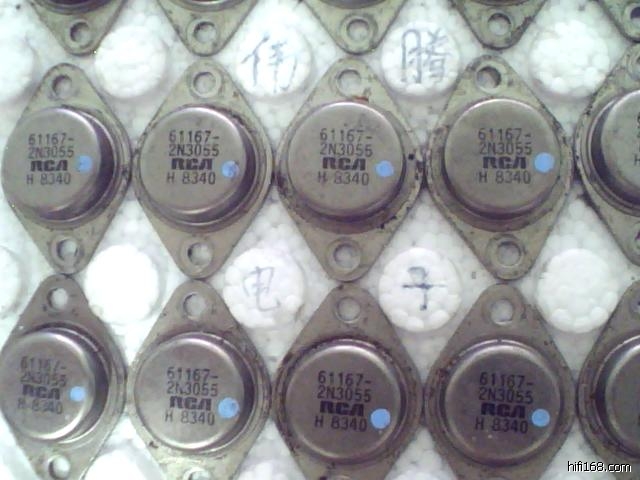 伟 腾
61167-
2N3055
RCA
H 8340
61167-
2N3055
RCA
H 8340
61167-
2N3055
RCA
H 8340
61167-
2N3055
RCA
H 8340
电 子
61167-
2N3055
RCA
H 8340
61167-
2N3055
RCA
H 8340
61167-
2N3055
RCA
H 8340
61167-
2N3055
RCA
H 8340
hifi168.com